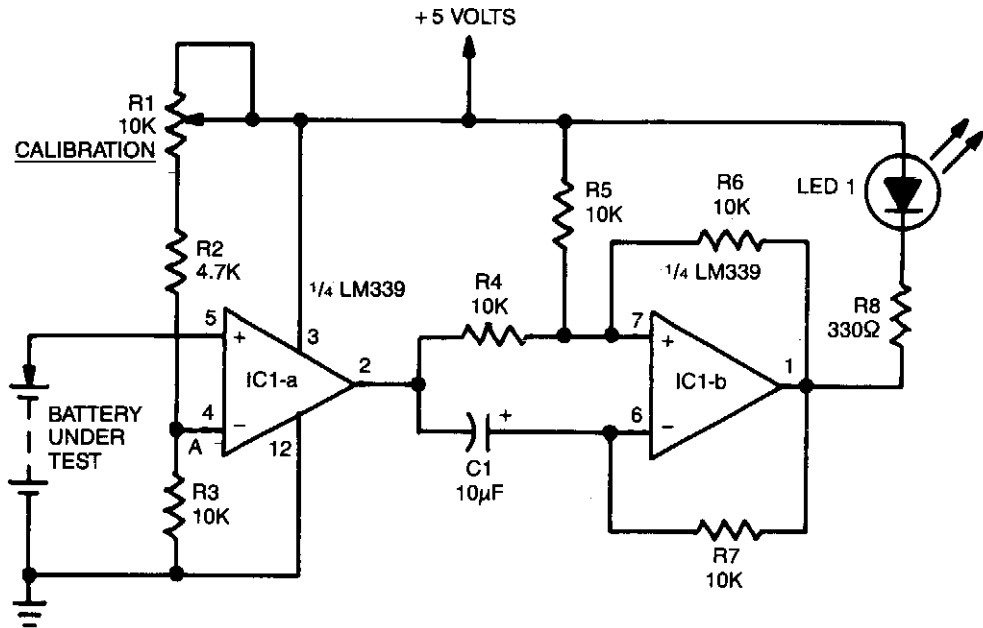 +5 VOLTS
R1
10K
CALIBRATION
R2
4.7K
1/4 LM339
5
+
3
IC1-a
2
4
−
A
12
BATTERY
UNDER
TEST
R3
10K
R4
10K
C1
10µF
+
R5
10K
R6
10K
1/4 LM339
7
+
IC1-b
1
6
−
R7
10K
LED 1
R8
330Ω